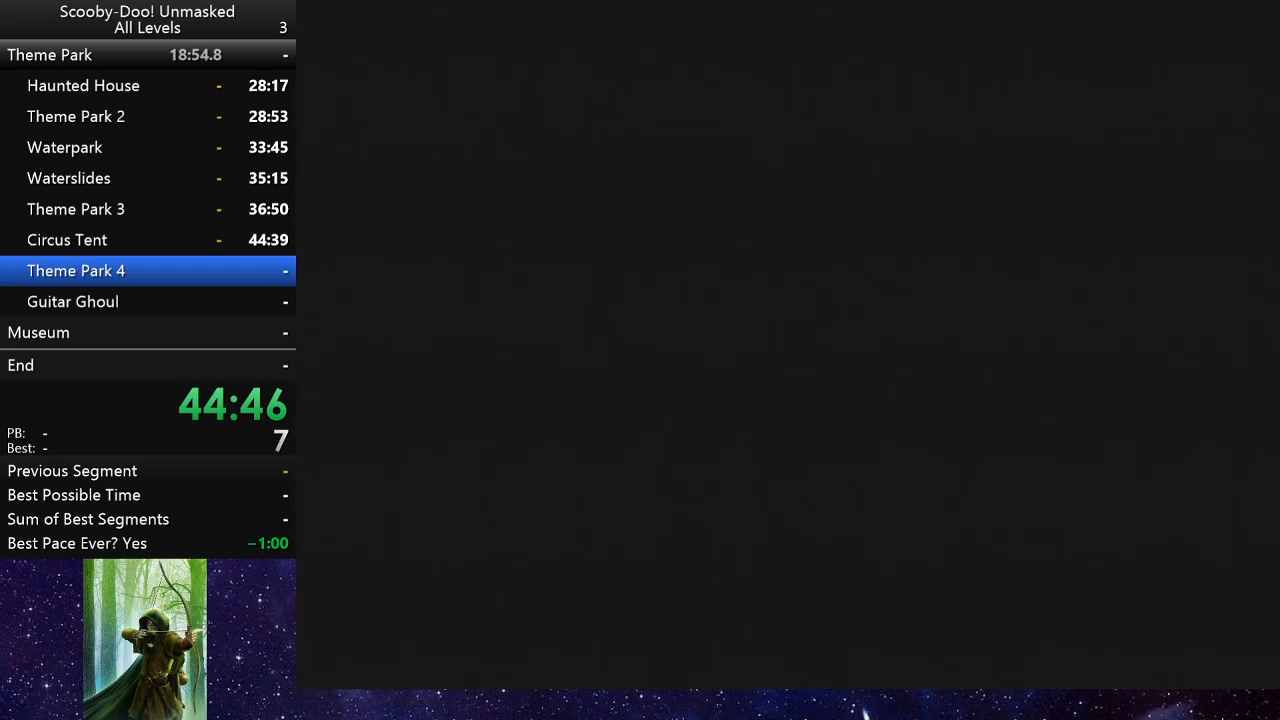 Scooby-Doo! Unmasked
All Levels 3
Theme Park 18:54.8 -
Haunted House - 28:17
Theme Park 2 - 28:53
Waterpark - 33:45
Waterslides - 35:15
Theme Park 3 - 36:50
Circus Tent - 44:39
Theme Park 4 -
Guitar Ghoul -
Museum -
End -
44:46
PB: -
Best: -
7
Previous Segment -
Best Possible Time -
Sum of Best Segments -
Best Pace Ever? Yes −1:00